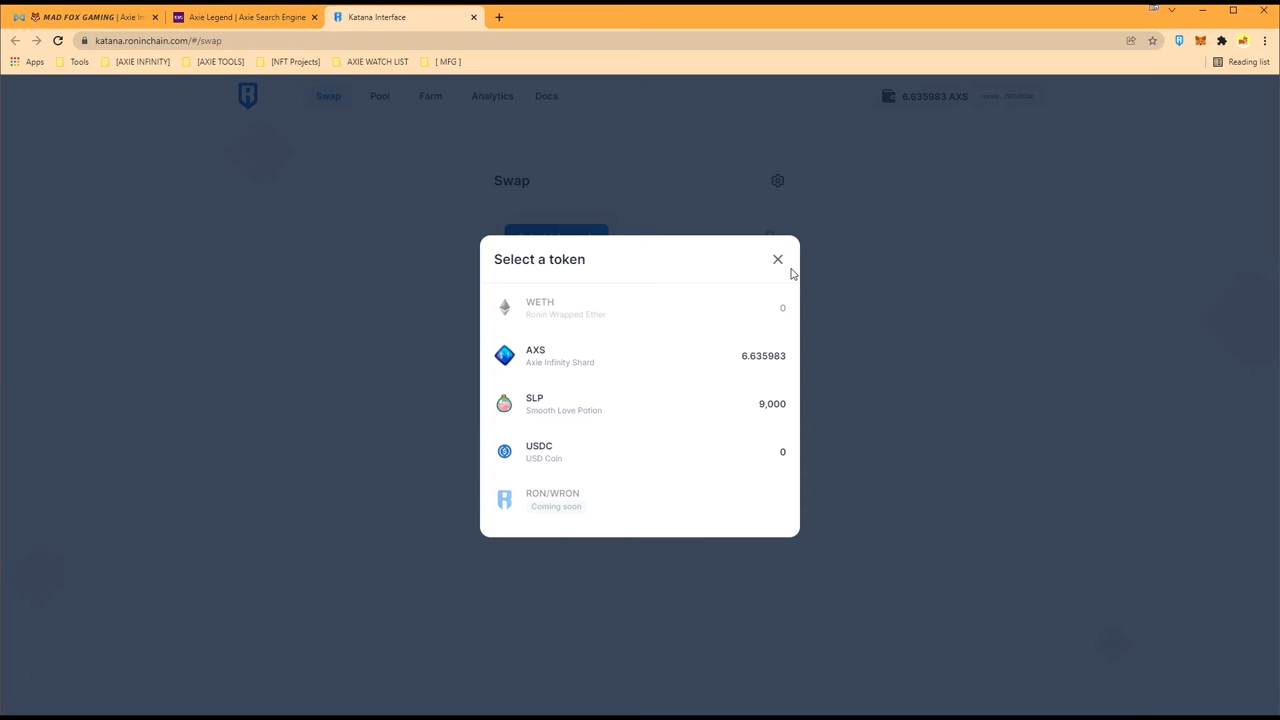 MAD FOX GAMING | Axie In
Axie Legend | Axie Search Engine
Katana Interface
katana.roninchain.com/#/swap
Apps
Tools
[AXIE INFINITY]
[AXIE TOOLS]
[NFT Projects]
AXIE WATCH LIST
[ MFG ]
Reading list
Swap
Pool
Farm
Analytics
Docs
6.635983 AXS
Swap
Select a token
WETH
Ronin Wrapped Ether
0
AXS
Axie Infinity Shard
6.635983
SLP
Smooth Love Potion
9,000
USDC
USD Coin
0
RON/WRON
Coming soon